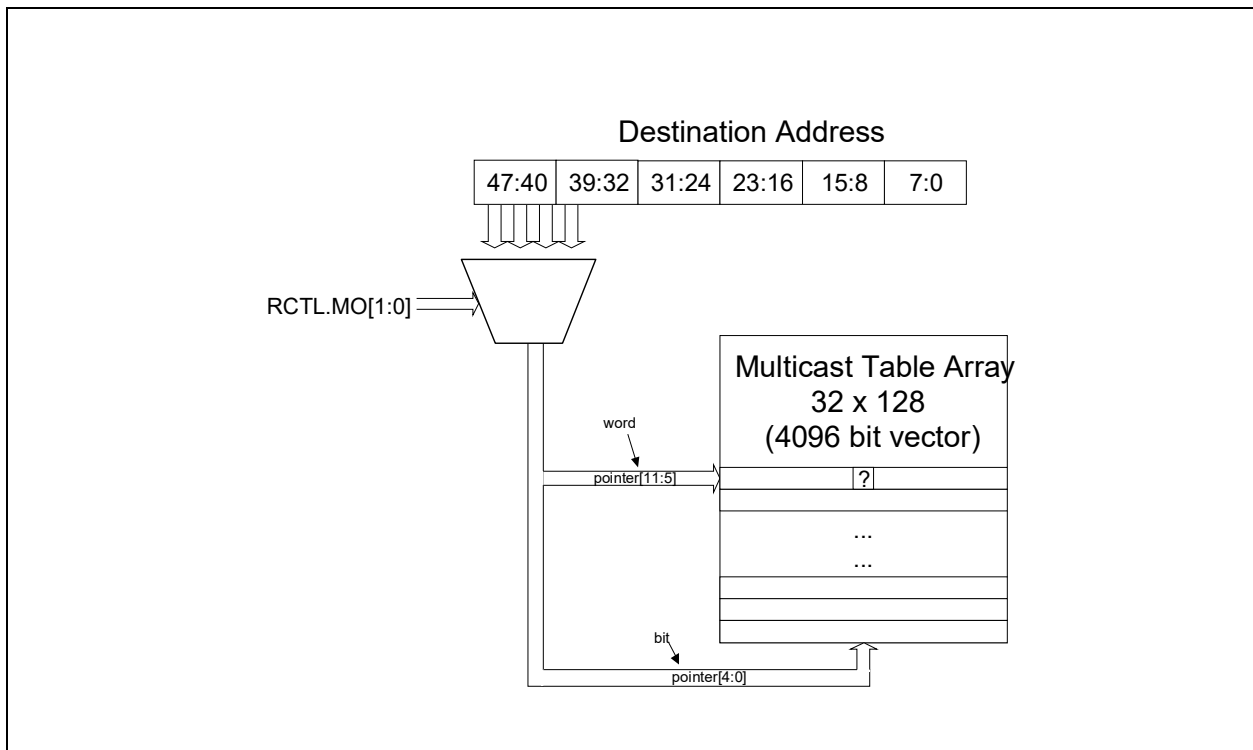 Destination Address
47:40 39:32 31:24 23:16 15:8 7:0
RCTL.MO[1:0]
Multicast Table Array
32 x 128
(4096 bit vector)
word
pointer[11:5]
?
...
...
bit
pointer[4:0]